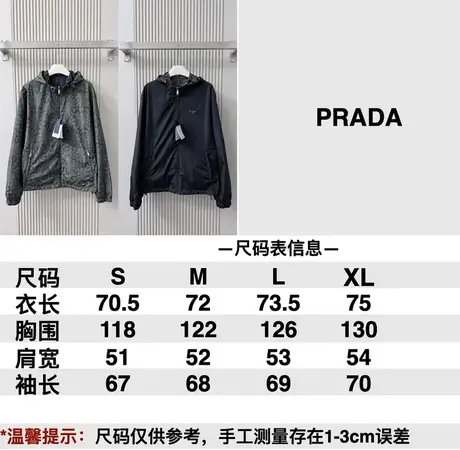 PRADA
—尺码表信息—
尺码 S M L XL
衣长 70.5 72 73.5 75
胸围 118 122 126 130
肩宽 51 52 53 54
袖长 67 68 69 70
*温馨提示：尺码仅供参考，手工测量存在1-3cm误差